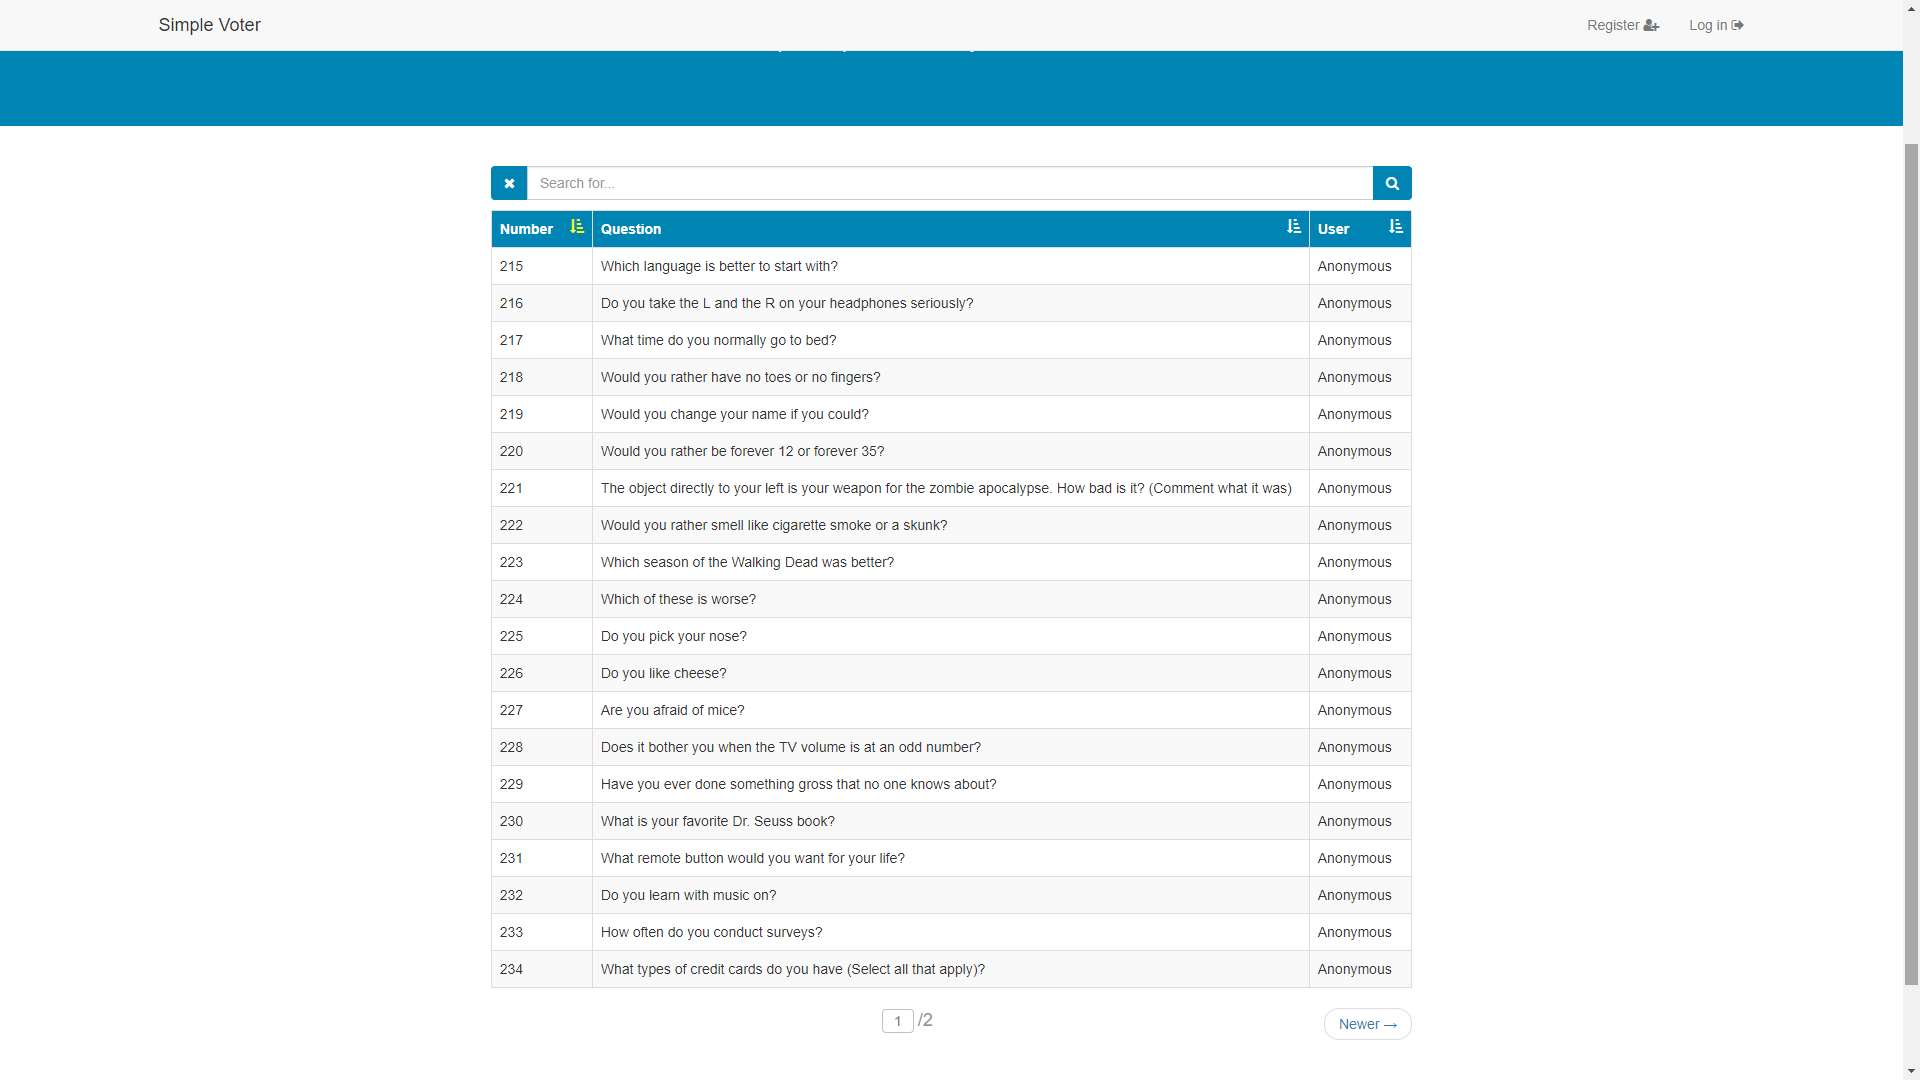 Simple Voter Register Log in
Search for...
Number Question User
215 Which language is better to start with? Anonymous
216 Do you take the L and the R on your headphones seriously? Anonymous
217 What time do you normally go to bed? Anonymous
218 Would you rather have no toes or no fingers? Anonymous
219 Would you change your name if you could? Anonymous
220 Would you rather be forever 12 or forever 35? Anonymous
221 The object directly to your left is your weapon for the zombie apocalypse. How bad is it? (Comment what it was) Anonymous
222 Would you rather smell like cigarette smoke or a skunk? Anonymous
223 Which season of the Walking Dead was better? Anonymous
224 Which of these is worse? Anonymous
225 Do you pick your nose? Anonymous
226 Do you like cheese? Anonymous
227 Are you afraid of mice? Anonymous
228 Does it bother you when the TV volume is at an odd number? Anonymous
229 Have you ever done something gross that no one knows about? Anonymous
230 What is your favorite Dr. Seuss book? Anonymous
231 What remote button would you want for your life? Anonymous
232 Do you learn with music on? Anonymous
233 How often do you conduct surveys? Anonymous
234 What types of credit cards do you have (Select all that apply)? Anonymous
1 /2 Newer →